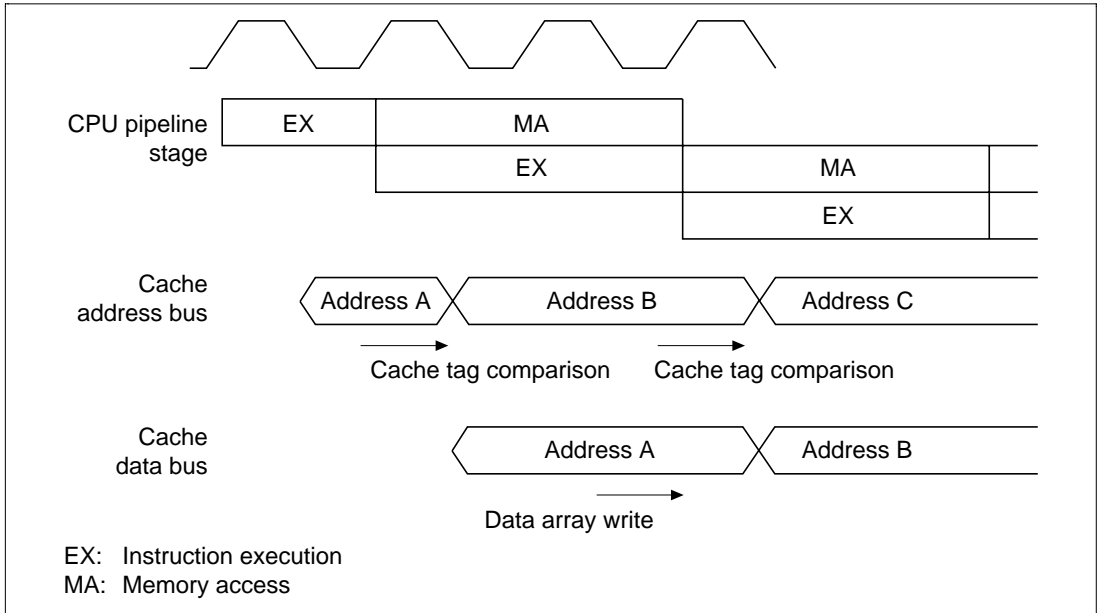 CPU pipeline
stage
EX MA
EX MA
EX
Cache
address bus
Address A Address B Address C
Cache tag comparison Cache tag comparison
Cache
data bus
Address A Address B
Data array write
EX: Instruction execution
MA: Memory access